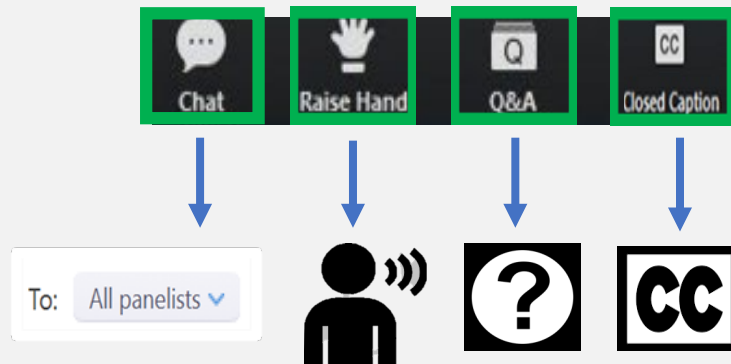 CC
Q
Chat
Raise Hand
Q&A
Closed Caption
To: All panelists
?
CC